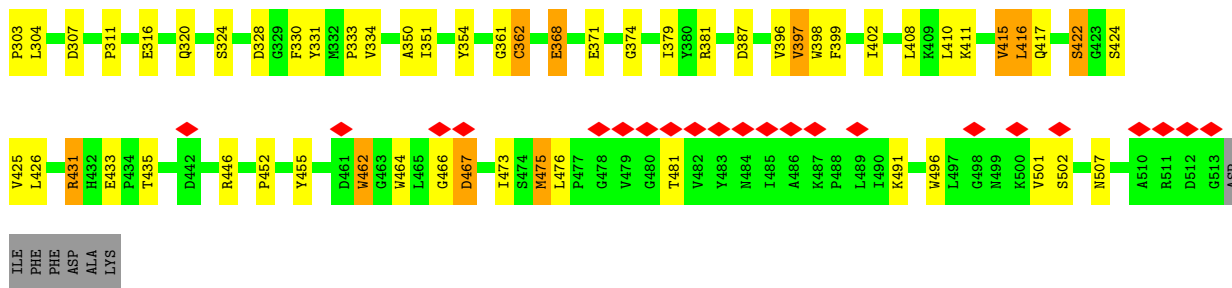 P303 L304 D307 P311 E316 Q320 S324 D328 G329 F330 Y331 M332 P333 V334 A350 I351 Y354 G361 C362 E368 E371 G374 I379 Y380 R381 D387 V396 V397 W398 F399 I402 L408 K409 L410 K411 V415 L416 Q417 S422 G423 S424
V425 L426 R431 H432 E433 P434 T435 D442 R446 P452 Y455 D461 W462 G463 W464 L465 G466 D467 I473 S474 M475 L476 P477 G478 V479 G480 T481 V482 Y483 N484 I485 A486 K487 P488 L489 I490 K491 W496 L497 G498 N499 K500 V501 S502 N507 A510 R511 D512 G513 ASP
ILE PHE PHE ASP ALA LYS